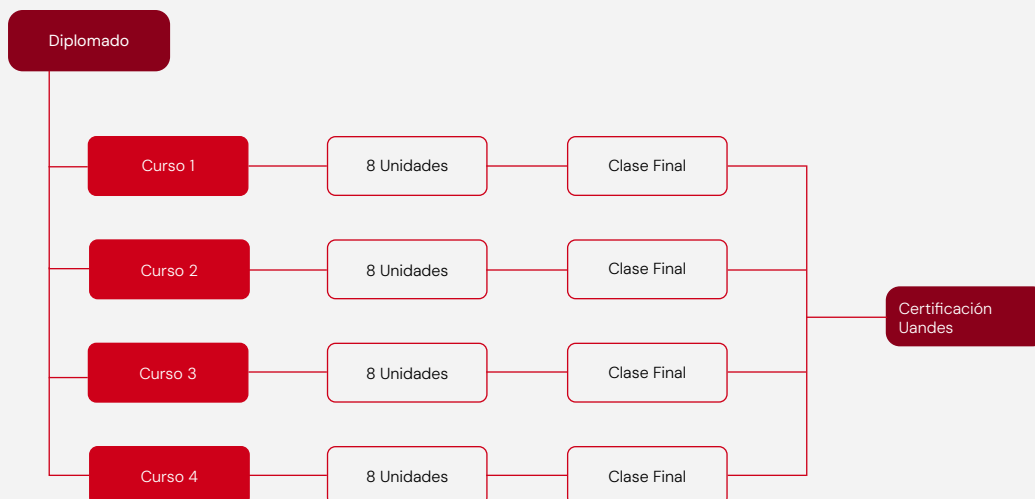 Diplomado
Curso 1
8 Unidades
Clase Final
Curso 2
8 Unidades
Clase Final
Certificación
Uandes
Curso 3
8 Unidades
Clase Final
Curso 4
8 Unidades
Clase Final